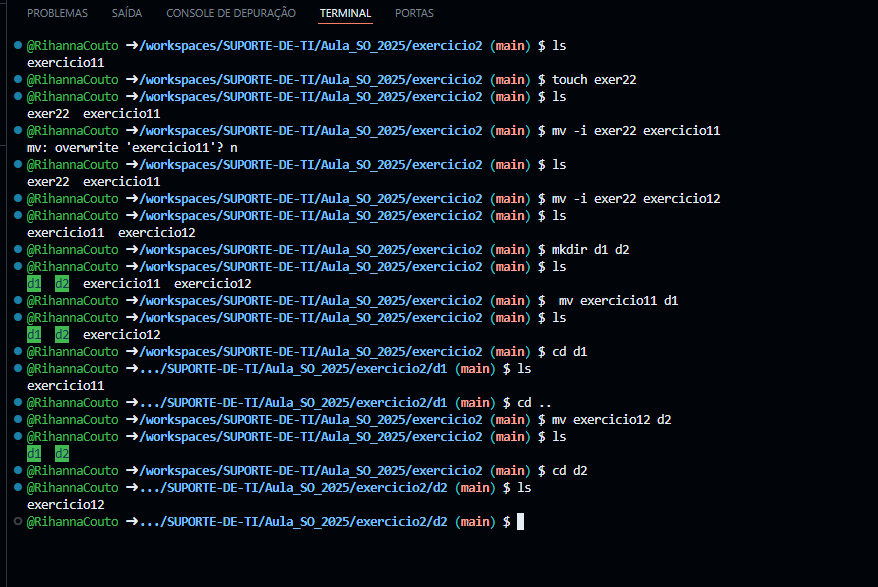 PROBLEMAS SAÍDA CONSOLE DE DEPURAÇÃO TERMINAL PORTAS
@RihannaCouto ➜/workspaces/SUPORTE-DE-TI/Aula_SO_2025/exercicio2 (main) $ ls
exercicio11
@RihannaCouto ➜/workspaces/SUPORTE-DE-TI/Aula_SO_2025/exercicio2 (main) $ touch exer22
@RihannaCouto ➜/workspaces/SUPORTE-DE-TI/Aula_SO_2025/exercicio2 (main) $ ls
exer22  exercicio11
@RihannaCouto ➜/workspaces/SUPORTE-DE-TI/Aula_SO_2025/exercicio2 (main) $ mv -i exer22 exercicio11
mv: overwrite 'exercicio11'? n
@RihannaCouto ➜/workspaces/SUPORTE-DE-TI/Aula_SO_2025/exercicio2 (main) $ ls
exer22  exercicio11
@RihannaCouto ➜/workspaces/SUPORTE-DE-TI/Aula_SO_2025/exercicio2 (main) $ mv -i exer22 exercicio12
@RihannaCouto ➜/workspaces/SUPORTE-DE-TI/Aula_SO_2025/exercicio2 (main) $ ls
exercicio11  exercicio12
@RihannaCouto ➜/workspaces/SUPORTE-DE-TI/Aula_SO_2025/exercicio2 (main) $ mkdir d1 d2
@RihannaCouto ➜/workspaces/SUPORTE-DE-TI/Aula_SO_2025/exercicio2 (main) $ ls
d1  d2  exercicio11  exercicio12
@RihannaCouto ➜/workspaces/SUPORTE-DE-TI/Aula_SO_2025/exercicio2 (main) $  mv exercicio11 d1
@RihannaCouto ➜/workspaces/SUPORTE-DE-TI/Aula_SO_2025/exercicio2 (main) $ ls
d1  d2  exercicio12
@RihannaCouto ➜/workspaces/SUPORTE-DE-TI/Aula_SO_2025/exercicio2 (main) $ cd d1
@RihannaCouto ➜.../SUPORTE-DE-TI/Aula_SO_2025/exercicio2/d1 (main) $ ls
exercicio11
@RihannaCouto ➜.../SUPORTE-DE-TI/Aula_SO_2025/exercicio2/d1 (main) $ cd ..
@RihannaCouto ➜/workspaces/SUPORTE-DE-TI/Aula_SO_2025/exercicio2 (main) $ mv exercicio12 d2
@RihannaCouto ➜/workspaces/SUPORTE-DE-TI/Aula_SO_2025/exercicio2 (main) $ ls
d1  d2
@RihannaCouto ➜/workspaces/SUPORTE-DE-TI/Aula_SO_2025/exercicio2 (main) $ cd d2
@RihannaCouto ➜.../SUPORTE-DE-TI/Aula_SO_2025/exercicio2/d2 (main) $ ls
exercicio12
@RihannaCouto ➜.../SUPORTE-DE-TI/Aula_SO_2025/exercicio2/d2 (main) $